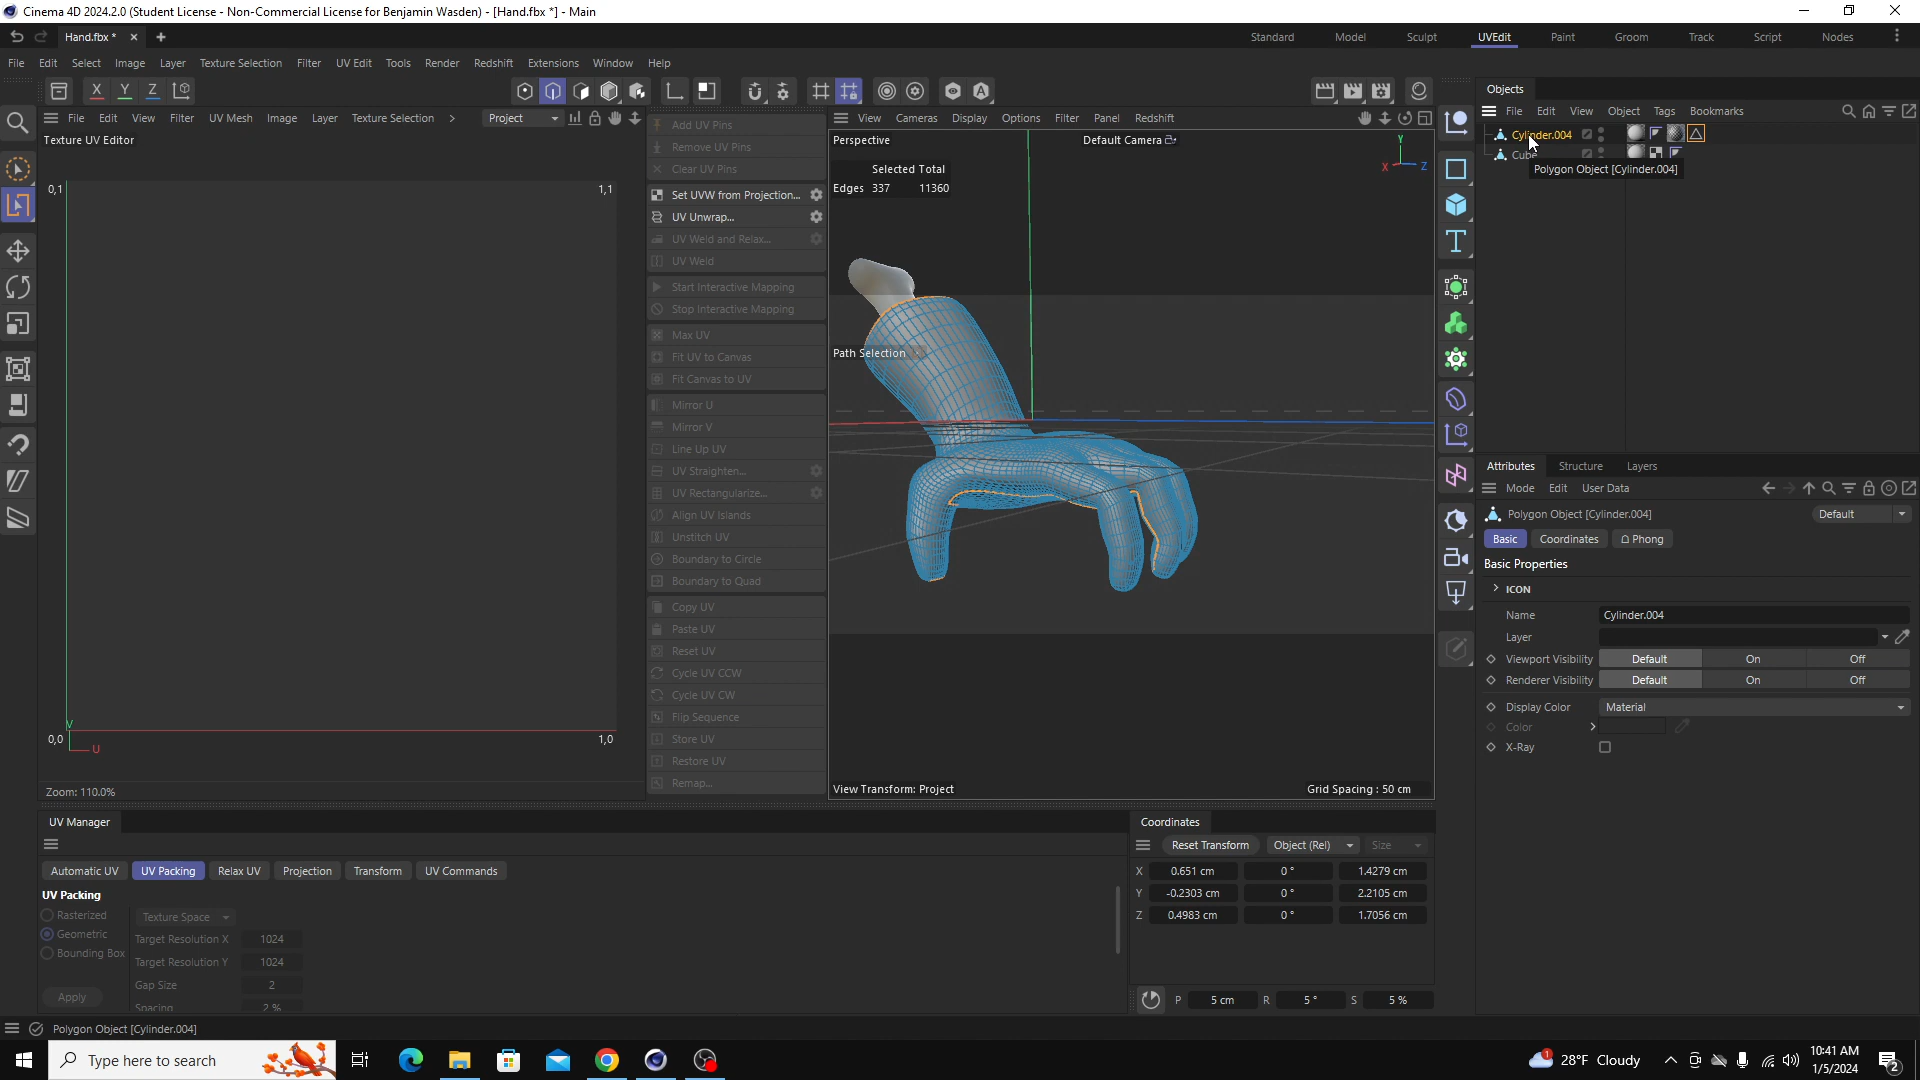 Cinema 4D 2024.2.0 (Student License - Non-Commercial License for Benjamin Wasden) - [Hand.fbx *] - Main
Hand.fbx *
Standard Model Sculpt UVEdit Paint Groom Track Script Nodes
File Edit Select Image Layer Texture Selection Filter UV Edit Tools Render Redshift Extensions Window Help
X Y Z
File Edit View Filter UV Mesh Image Layer Texture Selection > Project
Texture UV Editor
0,1 1,1
0,0 1,0
V
U
Zoom: 110.0%
Add UV Pins
Remove UV Pins
Clear UV Pins
Set UVW from Projection...
UV Unwrap...
UV Weld and Relax...
UV Weld
Start Interactive Mapping
Stop Interactive Mapping
Max UV
Fit UV to Canvas
Fit Canvas to UV
Mirror U
Mirror V
Line Up UV
UV Straighten...
UV Rectangularize...
Align UV Islands
Unstitch UV
Boundary to Circle
Boundary to Quad
Copy UV
Paste UV
Reset UV
Cycle UV CCW
Cycle UV CW
Flip Sequence
Store UV
Restore UV
Remap...
View Cameras Display Options Filter Panel Redshift
Perspective Default Camera
Selected Total
Edges 337 11360
Y
X Z
Path Selection
View Transform: Project Grid Spacing : 50 cm
Objects
File Edit View Object Tags Bookmarks
Cylinder.004
Cube
Polygon Object [Cylinder.004]
Attributes Structure Layers
Mode Edit User Data
Polygon Object [Cylinder.004] Default
Basic Coordinates Phong
Basic Properties
ICON
Name Cylinder.004
Layer
Viewport Visibility Default On Off
Renderer Visibility Default On Off
Display Color Material
Color
X-Ray
UV Manager
Automatic UV UV Packing Relax UV Projection Transform UV Commands
UV Packing
Rasterized Texture Space
Geometric Target Resolution X 1024
Bounding Box Target Resolution Y 1024
Gap Size 2
Apply Spacing 2 %
Coordinates
Reset Transform Object (Rel) Size
X 0.651 cm 0 ° 1.4279 cm
Y -0.2303 cm 0 ° 2.2105 cm
Z 0.4983 cm 0 ° 1.7056 cm
P 5 cm R 5 ° S 5 %
Polygon Object [Cylinder.004]
Type here to search
1
28°F Cloudy
10:41 AM
1/5/2024
2